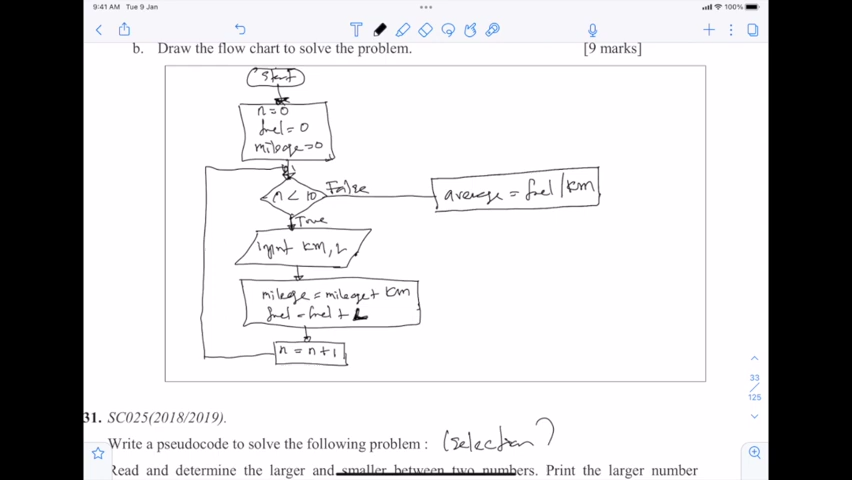 9:41 AM Tue 9 Jan
100%
b. Draw the flow chart to solve the problem. [9 marks]
Start
n=0
fuel = 0
mileage=0
n < 10
False
average = fuel / km
True
input km, L
mileage = mileage + km
fuel = fuel + L
n = n + 1
33
125
31. SC025(2018/2019).
Write a pseudocode to solve the following problem : (selection)
Read and determine the larger and smaller between two numbers. Print the larger number